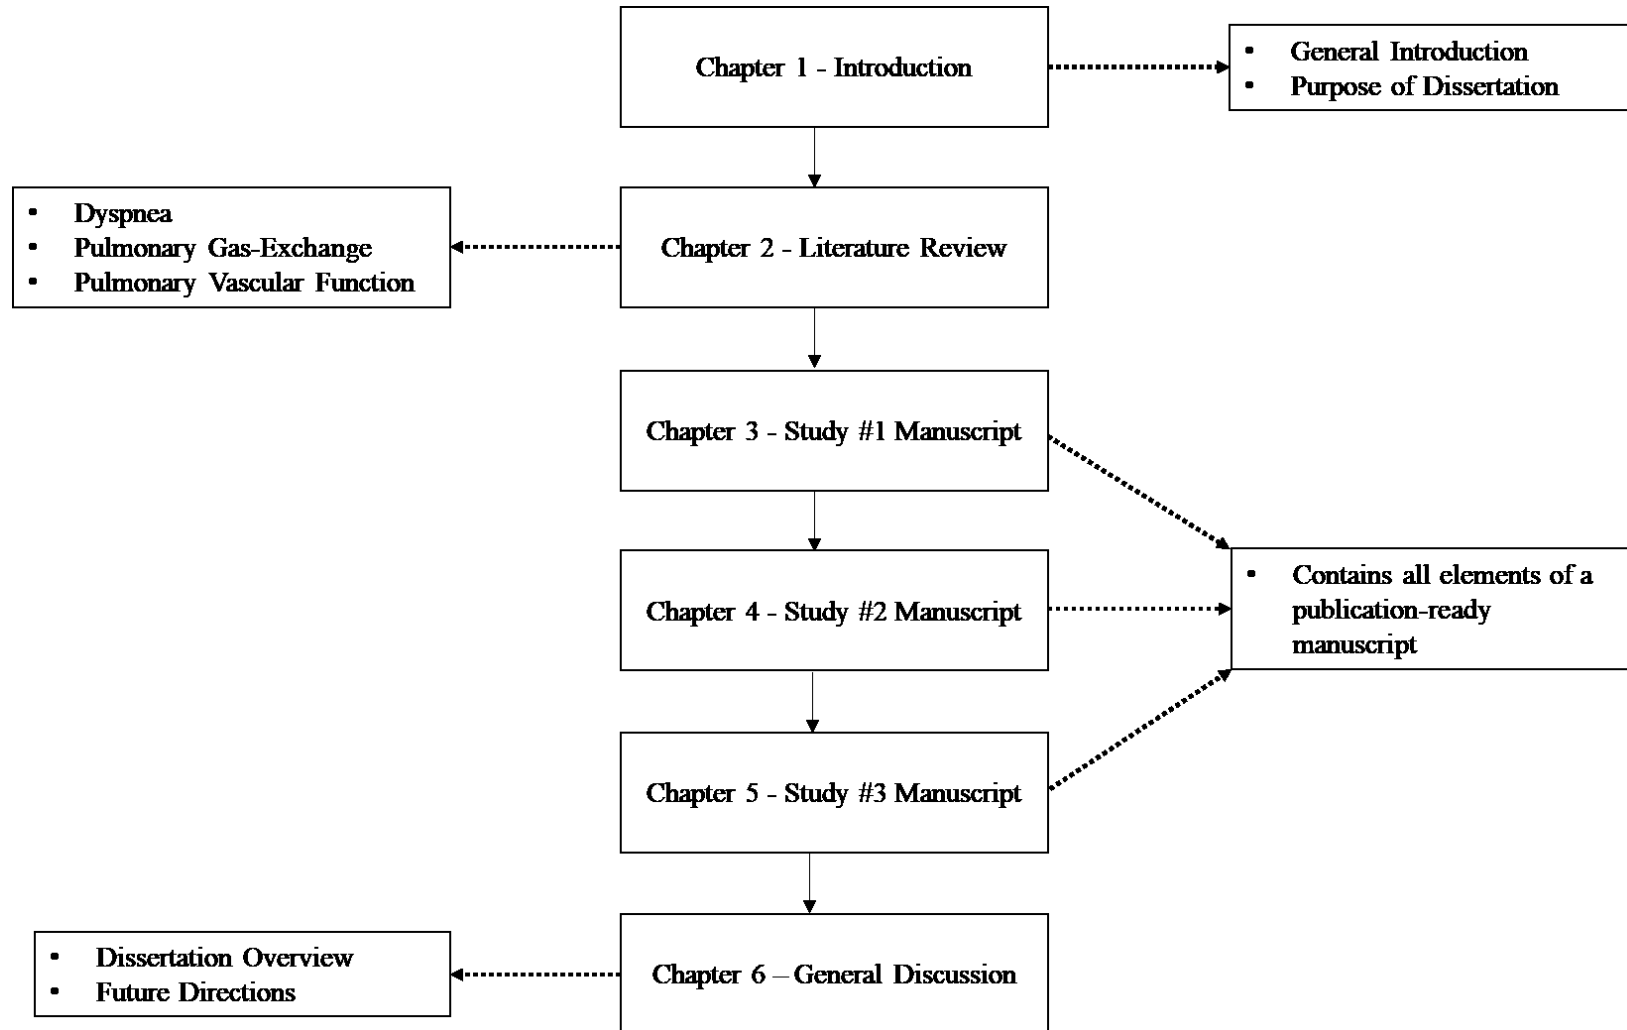 Chapter 1 - Introduction
▪ General Introduction
▪ Purpose of Dissertation
▪ Dyspnea
▪ Pulmonary Gas-Exchange
▪ Pulmonary Vascular Function
Chapter 2 - Literature Review
Chapter 3 - Study #1 Manuscript
Chapter 4 - Study #2 Manuscript
▪ Contains all elements of a
publication-ready
manuscript
Chapter 5 - Study #3 Manuscript
▪ Dissertation Overview
▪ Future Directions
Chapter 6 – General Discussion